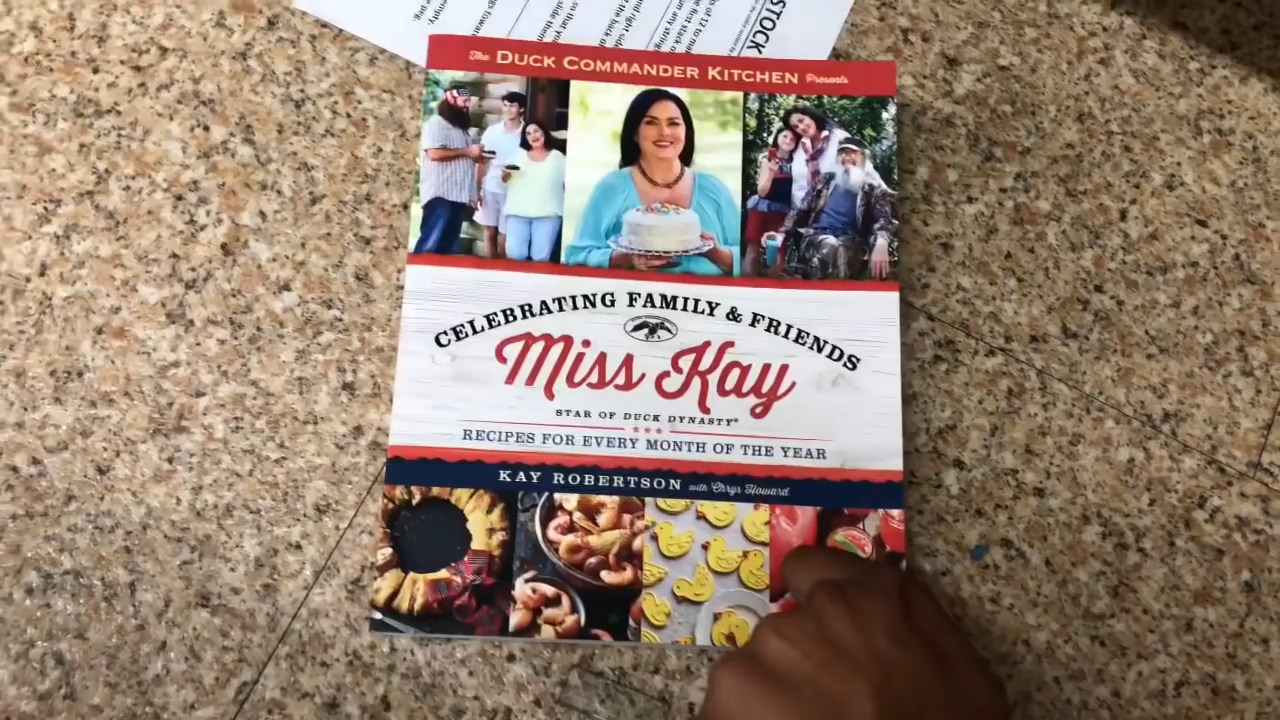 STOCK
The DUCK COMMANDER KITCHEN Presents
CELEBRATING FAMILY & FRIENDS
Miss Kay
STAR OF DUCK DYNASTY®
RECIPES FOR EVERY MONTH OF THE YEAR
KAY ROBERTSON with Chrys Howard